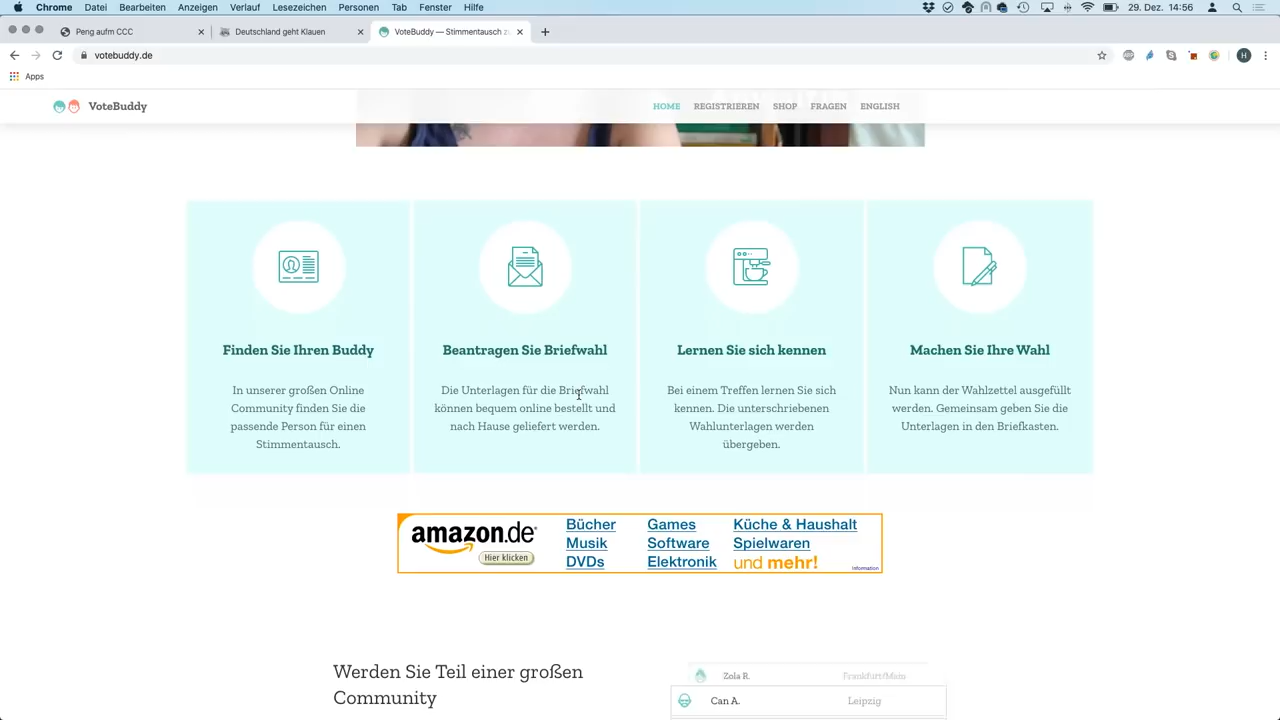 Chrome Datei Bearbeiten Anzeigen Verlauf Lesezeichen Personen Tab Fenster Hilfe 29. Dez. 14:56
Peng aufm CCC Deutschland geht Klauen VoteBuddy — Stimmentausch zu
votebuddy.de H
Apps
VoteBuddy HOME REGISTRIEREN SHOP FRAGEN ENGLISH
Finden Sie Ihren Buddy
In unserer großen Online
Community finden Sie die
passende Person für einen
Stimmentausch.
Beantragen Sie Briefwahl
Die Unterlagen für die Briefwahl
können bequem online bestellt und
nach Hause geliefert werden.
Lernen Sie sich kennen
Bei einem Treffen lernen Sie sich
kennen. Die unterschriebenen
Wahlunterlagen werden
übergeben.
Machen Sie Ihre Wahl
Nun kann der Wahlzettel ausgefüllt
werden. Gemeinsam geben Sie die
Unterlagen in den Briefkasten.
amazon.de
Hier klicken
Bücher Games Küche & Haushalt
Musik Software Spielwaren
DVDs Elektronik und mehr!
Information
Werden Sie Teil einer großen
Community
Zola R. Frankfurt/Main
Can A. Leipzig